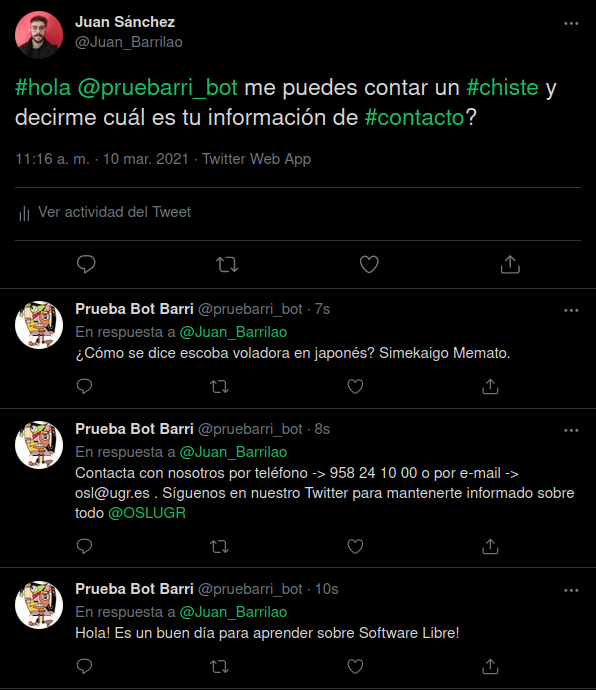 Juan Sánchez
@Juan_Barrilao
#hola @pruebarri_bot me puedes contar un #chiste y
decirme cuál es tu información de #contacto?
11:16 a. m. · 10 mar. 2021 · Twitter Web App
Ver actividad del Tweet
Prueba Bot Barri @pruebarri_bot · 7s
En respuesta a @Juan_Barrilao
¿Cómo se dice escoba voladora en japonés? Simekaigo Memato.
Prueba Bot Barri @pruebarri_bot · 8s
En respuesta a @Juan_Barrilao
Contacta con nosotros por teléfono -> 958 24 10 00 o por e-mail ->
osl@ugr.es . Síguenos en nuestro Twitter para mantenerte informado sobre
todo @OSLUGR
Prueba Bot Barri @pruebarri_bot · 10s
En respuesta a @Juan_Barrilao
Hola! Es un buen día para aprender sobre Software Libre!